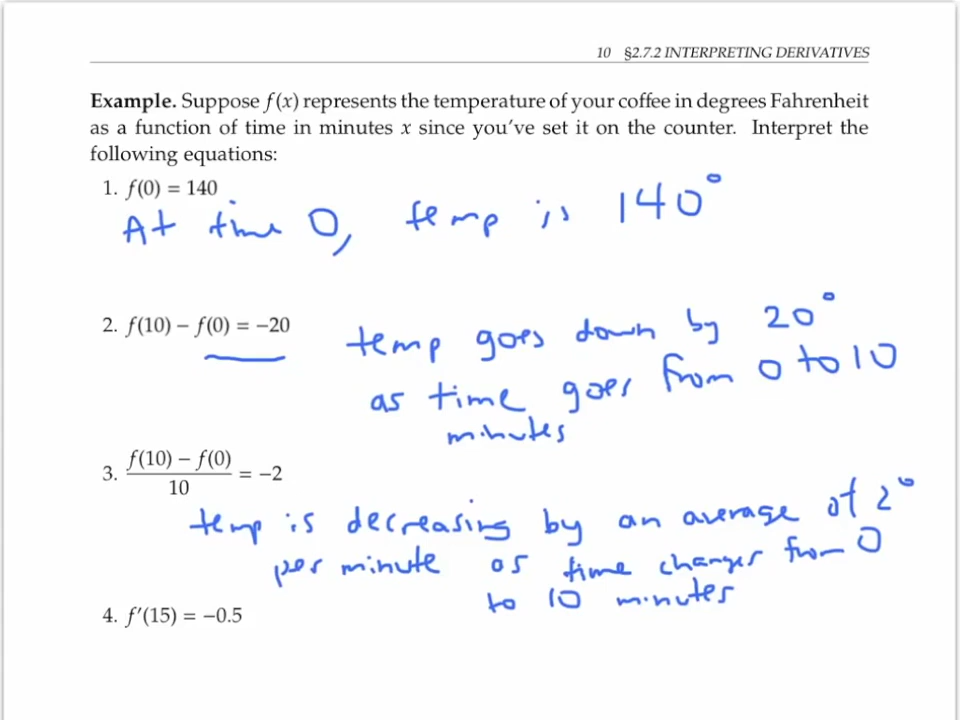 10 §2.7.2 INTERPRETING DERIVATIVES
Example. Suppose f(x) represents the temperature of your coffee in degrees Fahrenheit
as a function of time in minutes x since you've set it on the counter. Interpret the
following equations:
1. f(0) = 140
At time 0, temp is 140°
2. f(10) − f(0) = −20
temp goes down by 20°
as time goes from 0 to 10
minutes
3. f(10) − f(0) / 10 = −2
temp is decreasing by an average of 2°
per minute as time changes from 0
to 10 minutes
4. f′(15) = −0.5